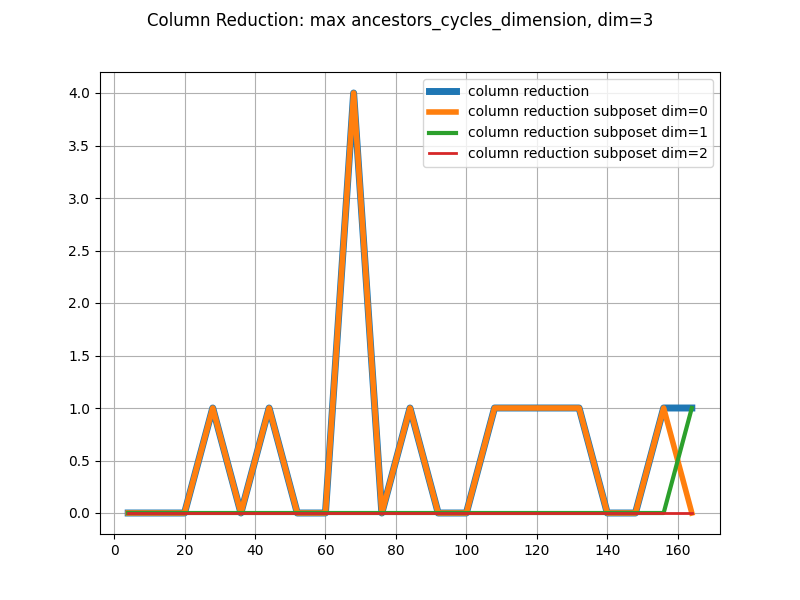 Column Reduction: max ancestors_cycles_dimension, dim=3
column reduction
column reduction subposet dim=0
column reduction subposet dim=1
column reduction subposet dim=2
4.0
3.5
3.0
2.5
2.0
1.5
1.0
0.5
0.0
0 20 40 60 80 100 120 140 160